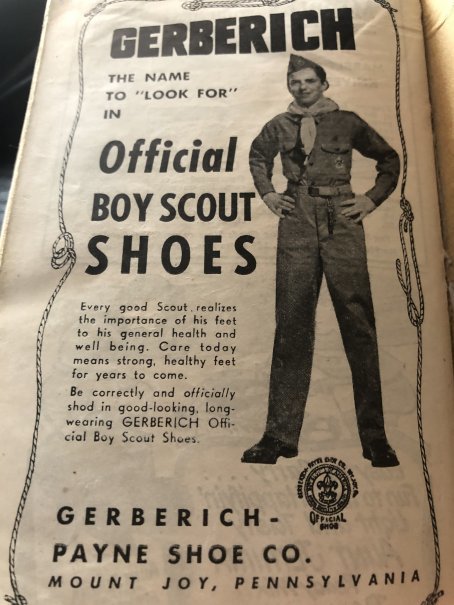 GERBERICH
THE NAME
TO "LOOK FOR"
IN
Official
BOY SCOUT
SHOES
Every good Scout realizes
the importance of his feet
to his general health and
well being. Care today
means strong, healthy feet
for years to come.
Be correctly and officially
shod in good-looking, long-
wearing GERBERICH Offi-
cial Boy Scout Shoes.
OFFICIAL
SHOE
GERBERICH-
PAYNE SHOE CO.
MOUNT JOY, PENNSYLVANIA